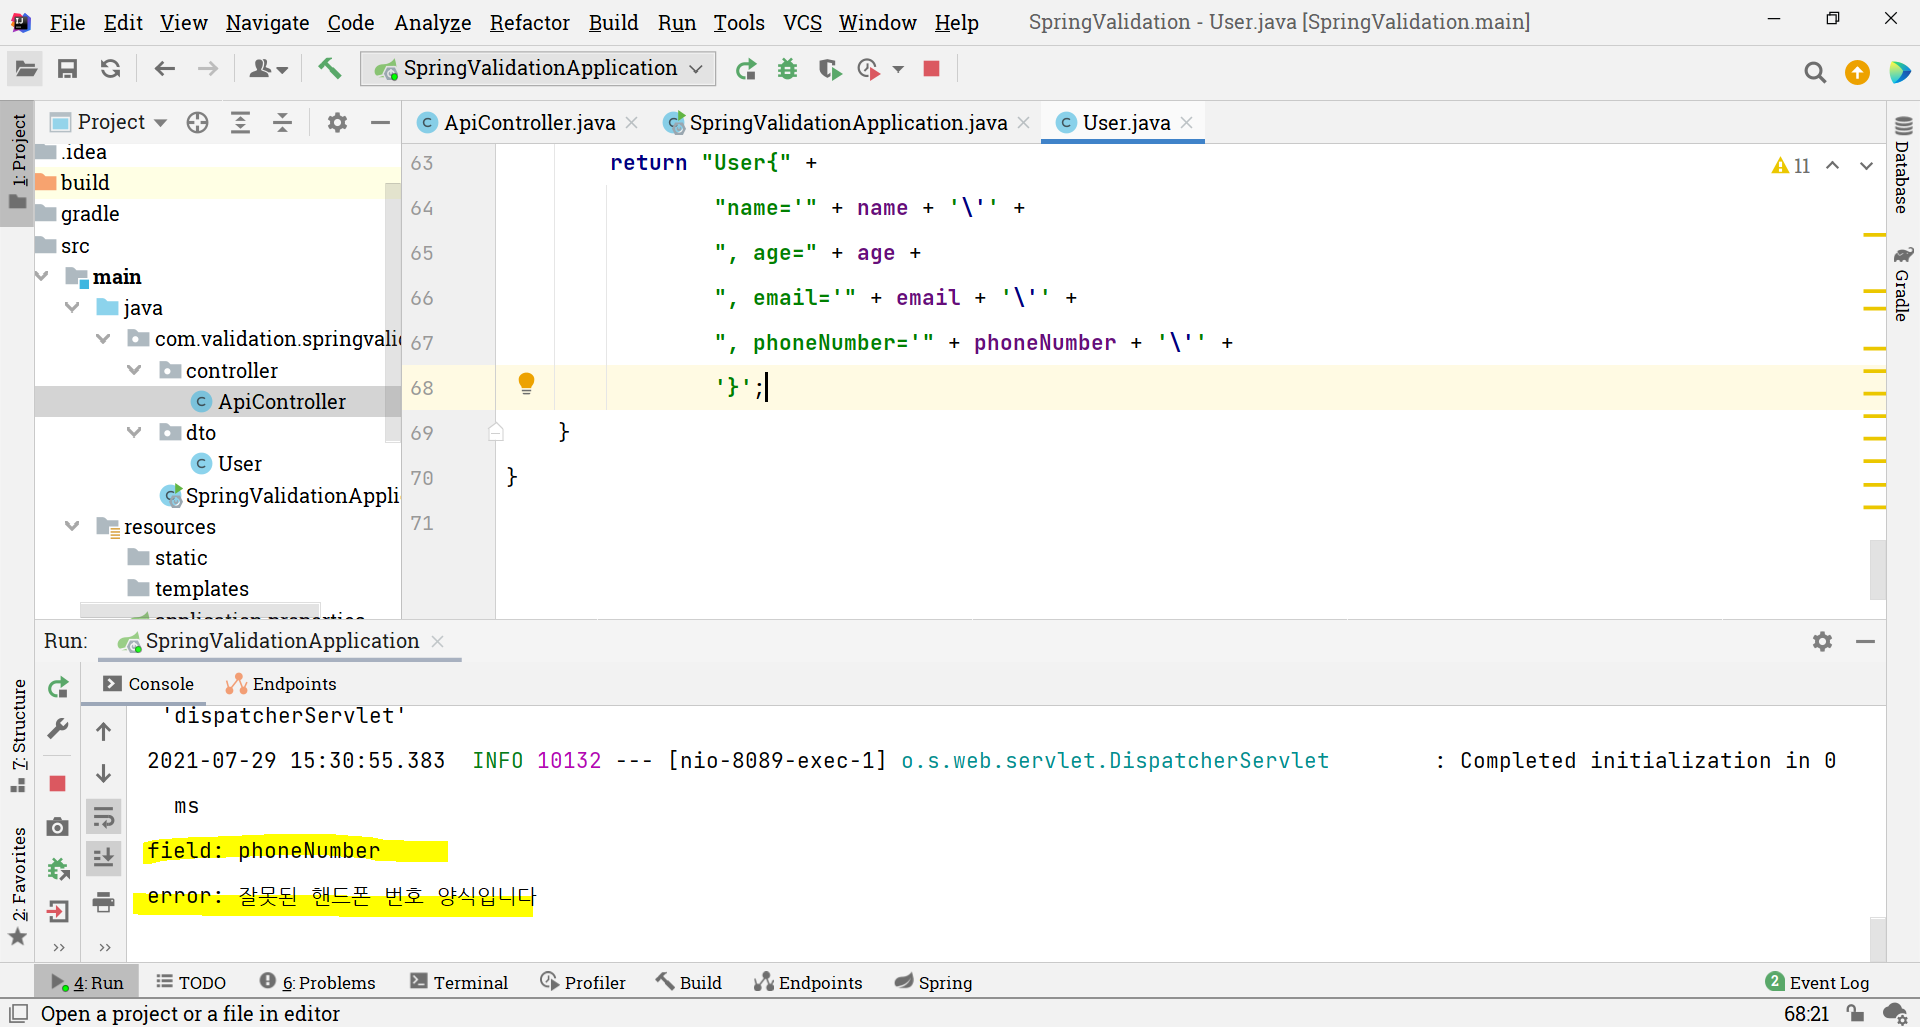 File Edit View Navigate Code Analyze Refactor Build Run Tools VCS Window Help SpringValidation - User.java [SpringValidation.main]
SpringValidationApplication
1: Project
Project
ApiController.java
SpringValidationApplication.java
User.java
.idea
build
gradle
src
main
java
com.validation.springvali
controller
ApiController
dto
User
SpringValidationAppli
resources
static
templates
application.properties
63 return "User{" +
64 "name='" + name + '\'' +
65 ", age=" + age +
66 ", email='" + email + '\'' +
67 ", phoneNumber='" + phoneNumber + '\'' +
68 '}';
69 }
70 }
71
11
Database
Gradle
Run: SpringValidationApplication
Console Endpoints
7: Structure
2: Favorites
'dispatcherServlet'
2021-07-29 15:30:55.383 INFO 10132 --- [nio-8089-exec-1] o.s.web.servlet.DispatcherServlet : Completed initialization in 0
ms
field: phoneNumber
error: 잘못된 핸드폰 번호 양식입니다
4: Run TODO 6: Problems Terminal Profiler Build Endpoints Spring 2 Event Log
Open a project or a file in editor 68:21